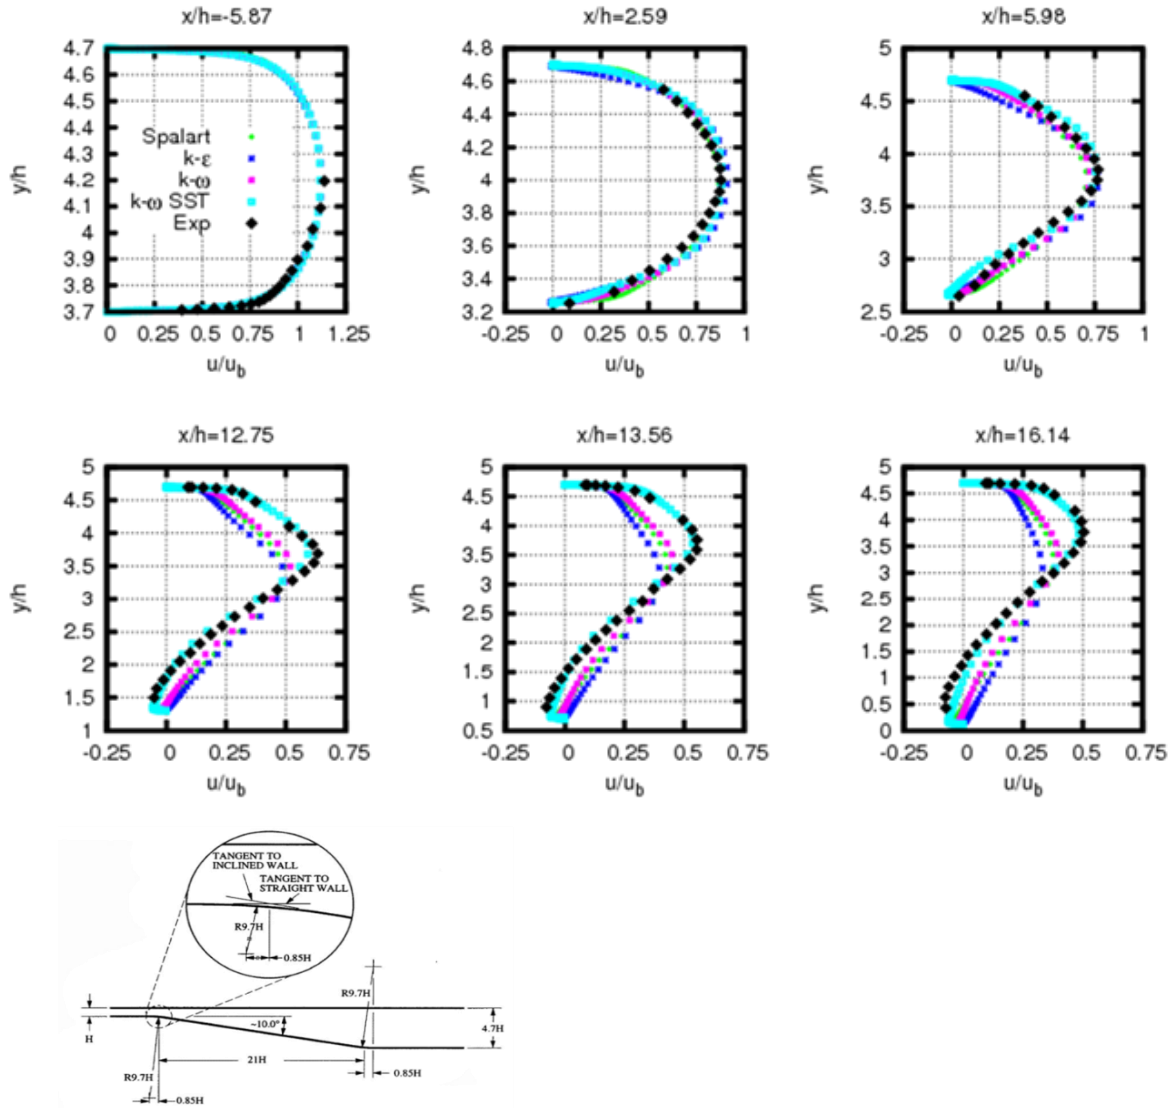 x/h=-5.87
4.7
4.6
4.5
4.4
4.3
4.2
4.1
4
3.9
3.8
3.7
y/h
Spalart
k-ε
k-ω
k-ω SST
Exp
0 0.25 0.5 0.75 1 1.25
u/u_b
x/h=2.59
4.8
4.6
4.4
4.2
4
3.8
3.6
3.4
3.2
y/h
-0.25 0 0.25 0.5 0.75 1
u/u_b
x/h=5.98
5
4.5
4
3.5
3
2.5
y/h
-0.25 0 0.25 0.5 0.75 1
u/u_b
x/h=12.75
5
4.5
4
3.5
3
2.5
2
1.5
1
y/h
-0.25 0 0.25 0.5 0.75
u/u_b
x/h=13.56
5
4.5
4
3.5
3
2.5
2
1.5
1
0.5
y/h
-0.25 0 0.25 0.5 0.75
u/u_b
x/h=16.14
5
4.5
4
3.5
3
2.5
2
1.5
1
0.5
0
y/h
-0.25 0 0.25 0.5 0.75
u/u_b
TANGENT TO
INCLINED WALL
TANGENT TO
STRAIGHT WALL
R9.7H
0.85H
R9.7H
H
~10.0°
4.7H
21H
R9.7H
0.85H
0.85H